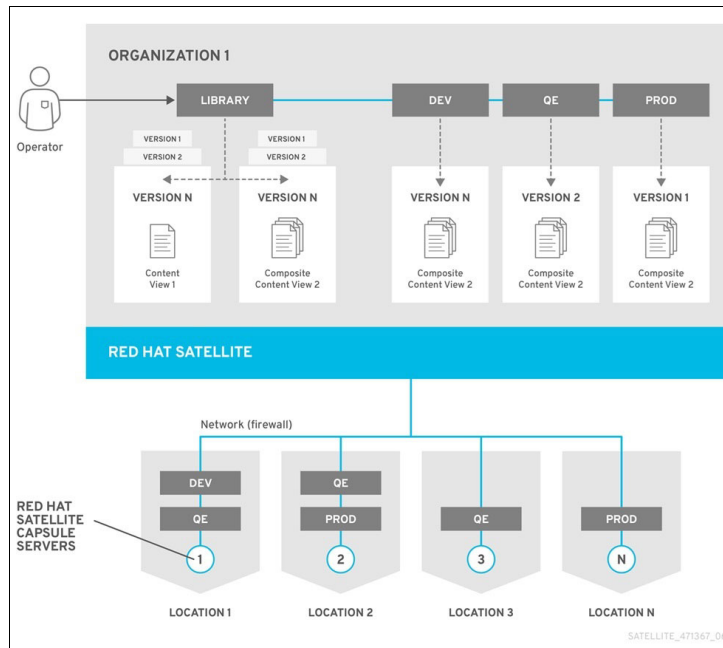 ORGANIZATION 1
Operator
LIBRARY
DEV
QE
PROD
VERSION 1
VERSION 2
VERSION 1
VERSION 2
VERSION N
VERSION N
VERSION N
VERSION 2
VERSION 1
Content
View 1
Composite
Content View 2
Composite
Content View 2
Composite
Content View 2
Composite
Content View 2
RED HAT SATELLITE
Network (firewall)
RED HAT
SATELLITE
CAPSULE
SERVERS
DEV
QE
1
LOCATION 1
QE
PROD
2
LOCATION 2
QE
3
LOCATION 3
PROD
N
LOCATION N